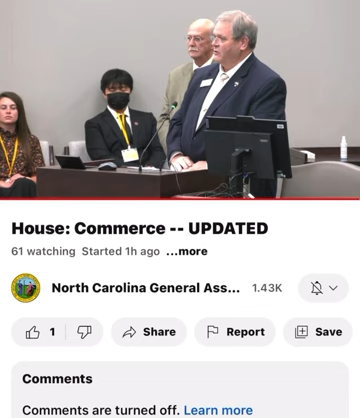 House: Commerce -- UPDATED
61 watching Started 1h ago ...more
North Carolina General Ass... 1.43K
1 Share Report Save
Comments
Comments are turned off. Learn more